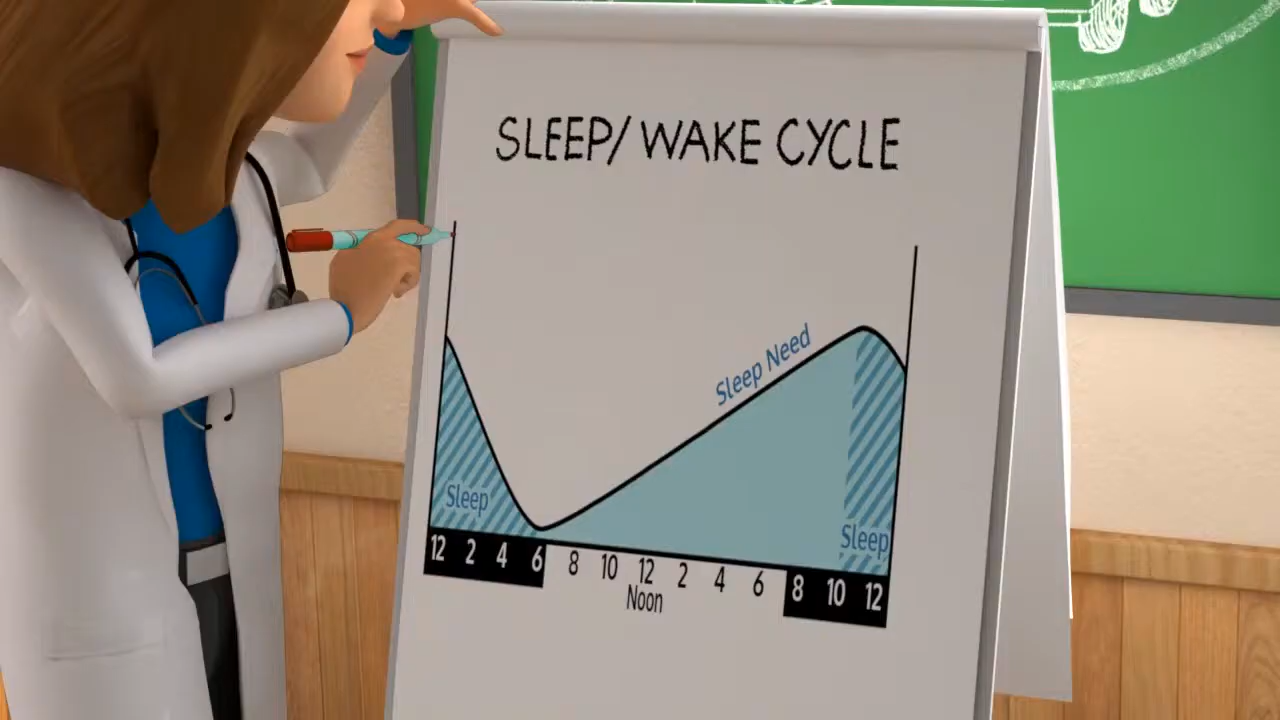 SLEEP/WAKE CYCLE
Sleep Need
Sleep
Sleep
12 2 4 6 8 10 12 2 4 6 8 10 12
Noon